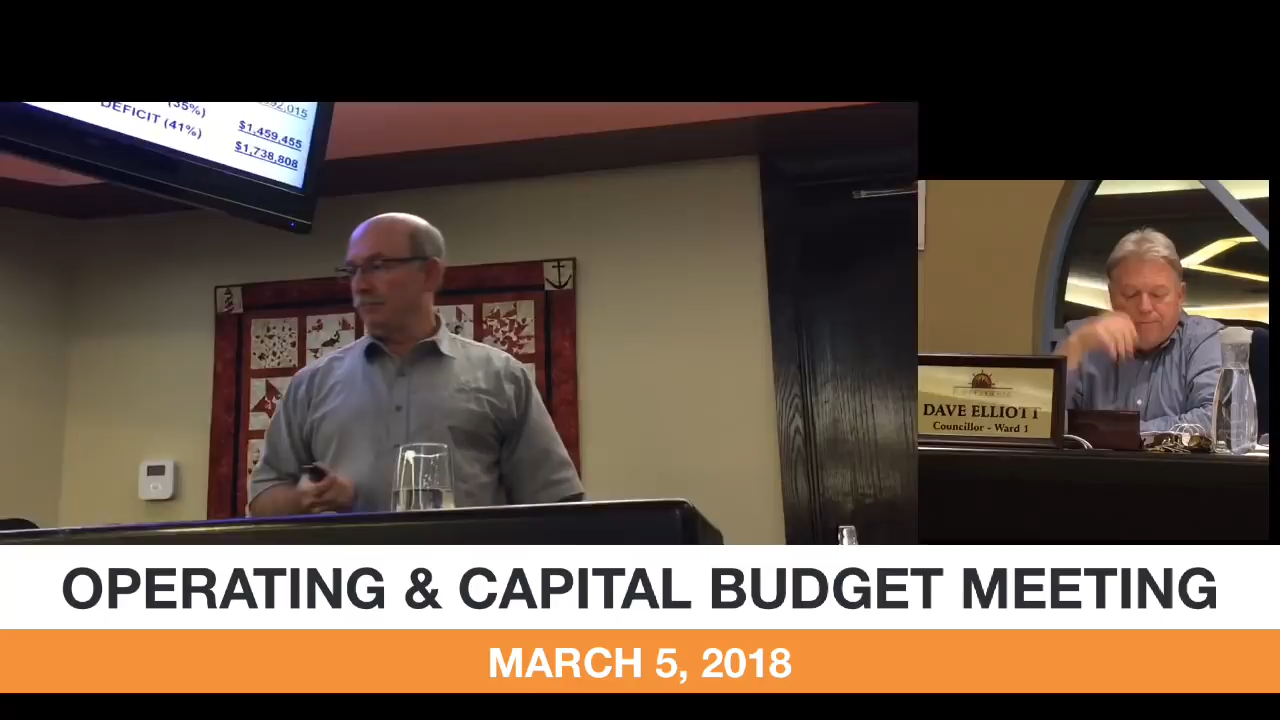 (35%)
DEFICIT (41%)
$1,459,455
$1,738,808
DAVE ELLIOTT
Councillor - Ward 1
OPERATING & CAPITAL BUDGET MEETING
MARCH 5, 2018